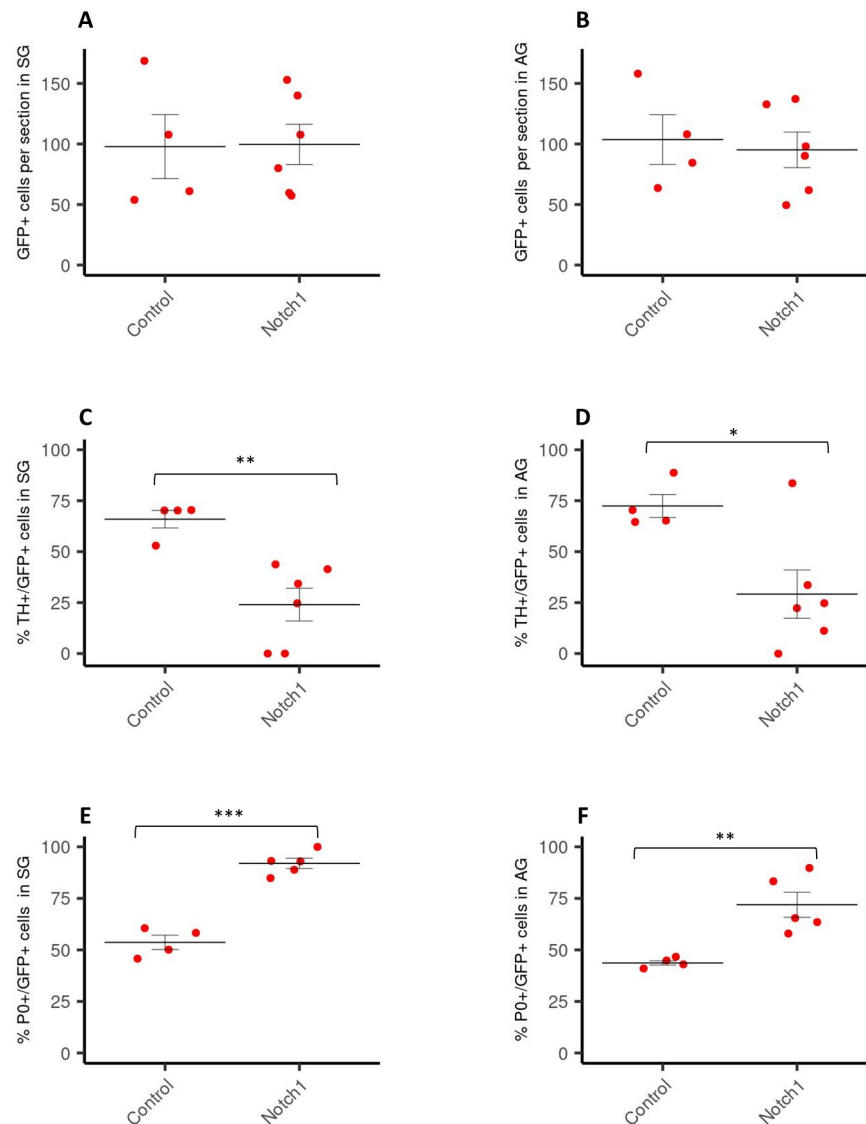 A
GFP+ cells per section in SG
150
100
50
0
Control
Notch1
B
GFP+ cells per section in AG
150
100
50
0
Control
Notch1
C
% TH+/GFP+ cells in SG
100
75
50
25
0
**
Control
Notch1
D
% TH+/GFP+ cells in AG
100
75
50
25
0
*
Control
Notch1
E
% P0+/GFP+ cells in SG
100
75
50
25
0
***
Control
Notch1
F
% P0+/GFP+ cells in AG
100
75
50
25
0
**
Control
Notch1